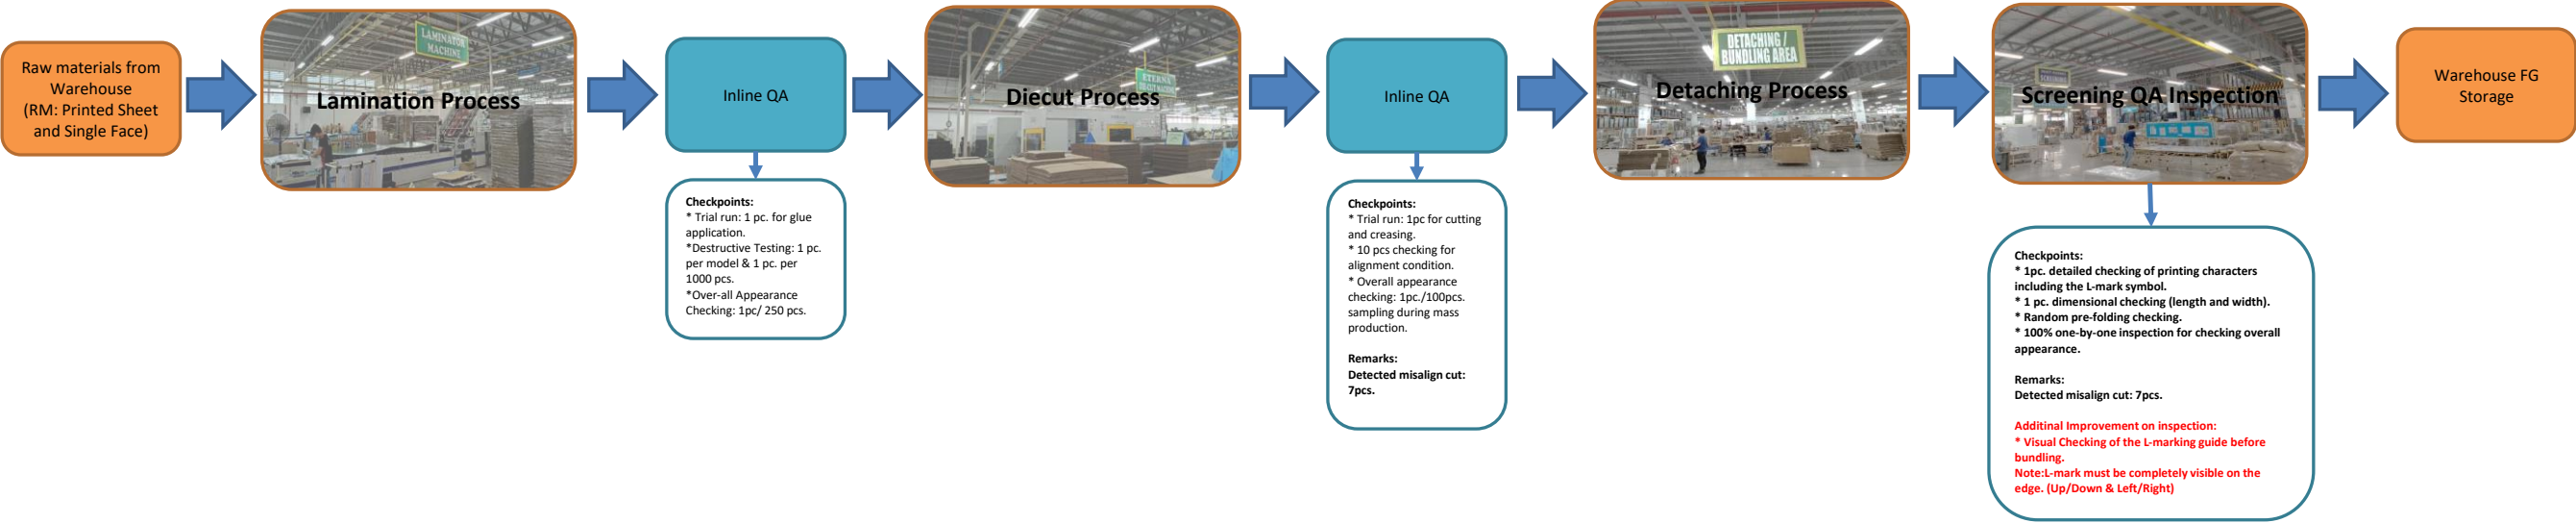 Raw materials from
Warehouse
(RM: Printed Sheet
and Single Face)
LAMINATOR
MACHINE
Lamination Process
Inline QA
Checkpoints:
* Trial run: 1 pc. for glue
application.
*Destructive Testing: 1 pc.
per model & 1 pc. per
1000 pcs.
*Over-all Appearance
Checking: 1pc/ 250 pcs.
ETERNA
Diecut Process
Inline QA
Checkpoints:
* Trial run: 1pc for cutting
and creasing.
* 10 pcs checking for
alignment condition.
* Overall appearance
checking: 1pc./100pcs.
sampling during mass
production.
Remarks:
Detected misalign cut:
7pcs.
DETACHING /
BUNDLING AREA
Detaching Process
SCREENING
Screening QA Inspection
Checkpoints:
* 1pc. detailed checking of printing characters
including the L-mark symbol.
* 1 pc. dimensional checking (length and width).
* Random pre-folding checking.
* 100% one-by-one inspection for checking overall
appearance.
Remarks:
Detected misalign cut: 7pcs.
Additinal Improvement on inspection:
* Visual Checking of the L-marking guide before
bundling.
Note:L-mark must be completely visible on the
edge. (Up/Down & Left/Right)
Warehouse FG
Storage